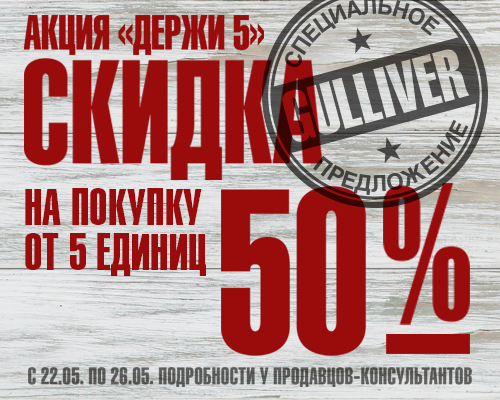 АКЦИЯ «ДЕРЖИ 5»
СКИДКА
НА ПОКУПКУ
ОТ 5 ЕДИНИЦ
50%
С 22.05. ПО 26.05. ПОДРОБНОСТИ У ПРОДАВЦОВ-КОНСУЛЬТАНТОВ
СПЕЦИАЛЬНОЕ
GULLIVER
ПРЕДЛОЖЕНИЕ